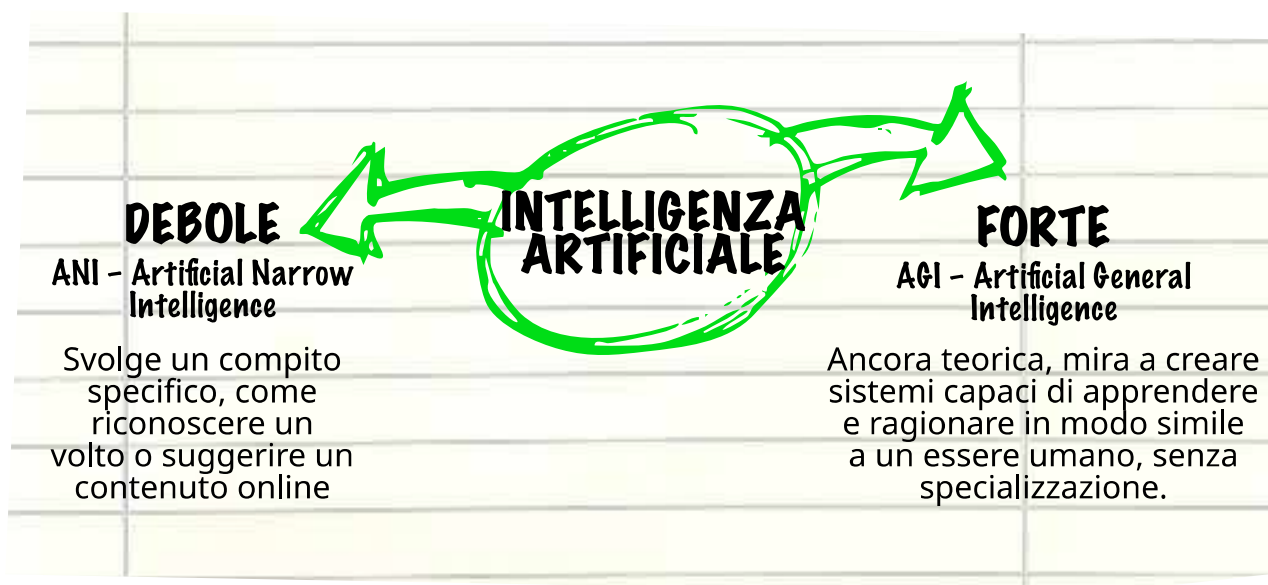 INTELLIGENZA
ARTIFICIALE
DEBOLE
ANI – Artificial Narrow
Intelligence
Svolge un compito
specifico, come
riconoscere un
volto o suggerire un
contenuto online
FORTE
AGI – Artificial General
Intelligence
Ancora teorica, mira a creare
sistemi capaci di apprendere
e ragionare in modo simile
a un essere umano, senza
specializzazione.